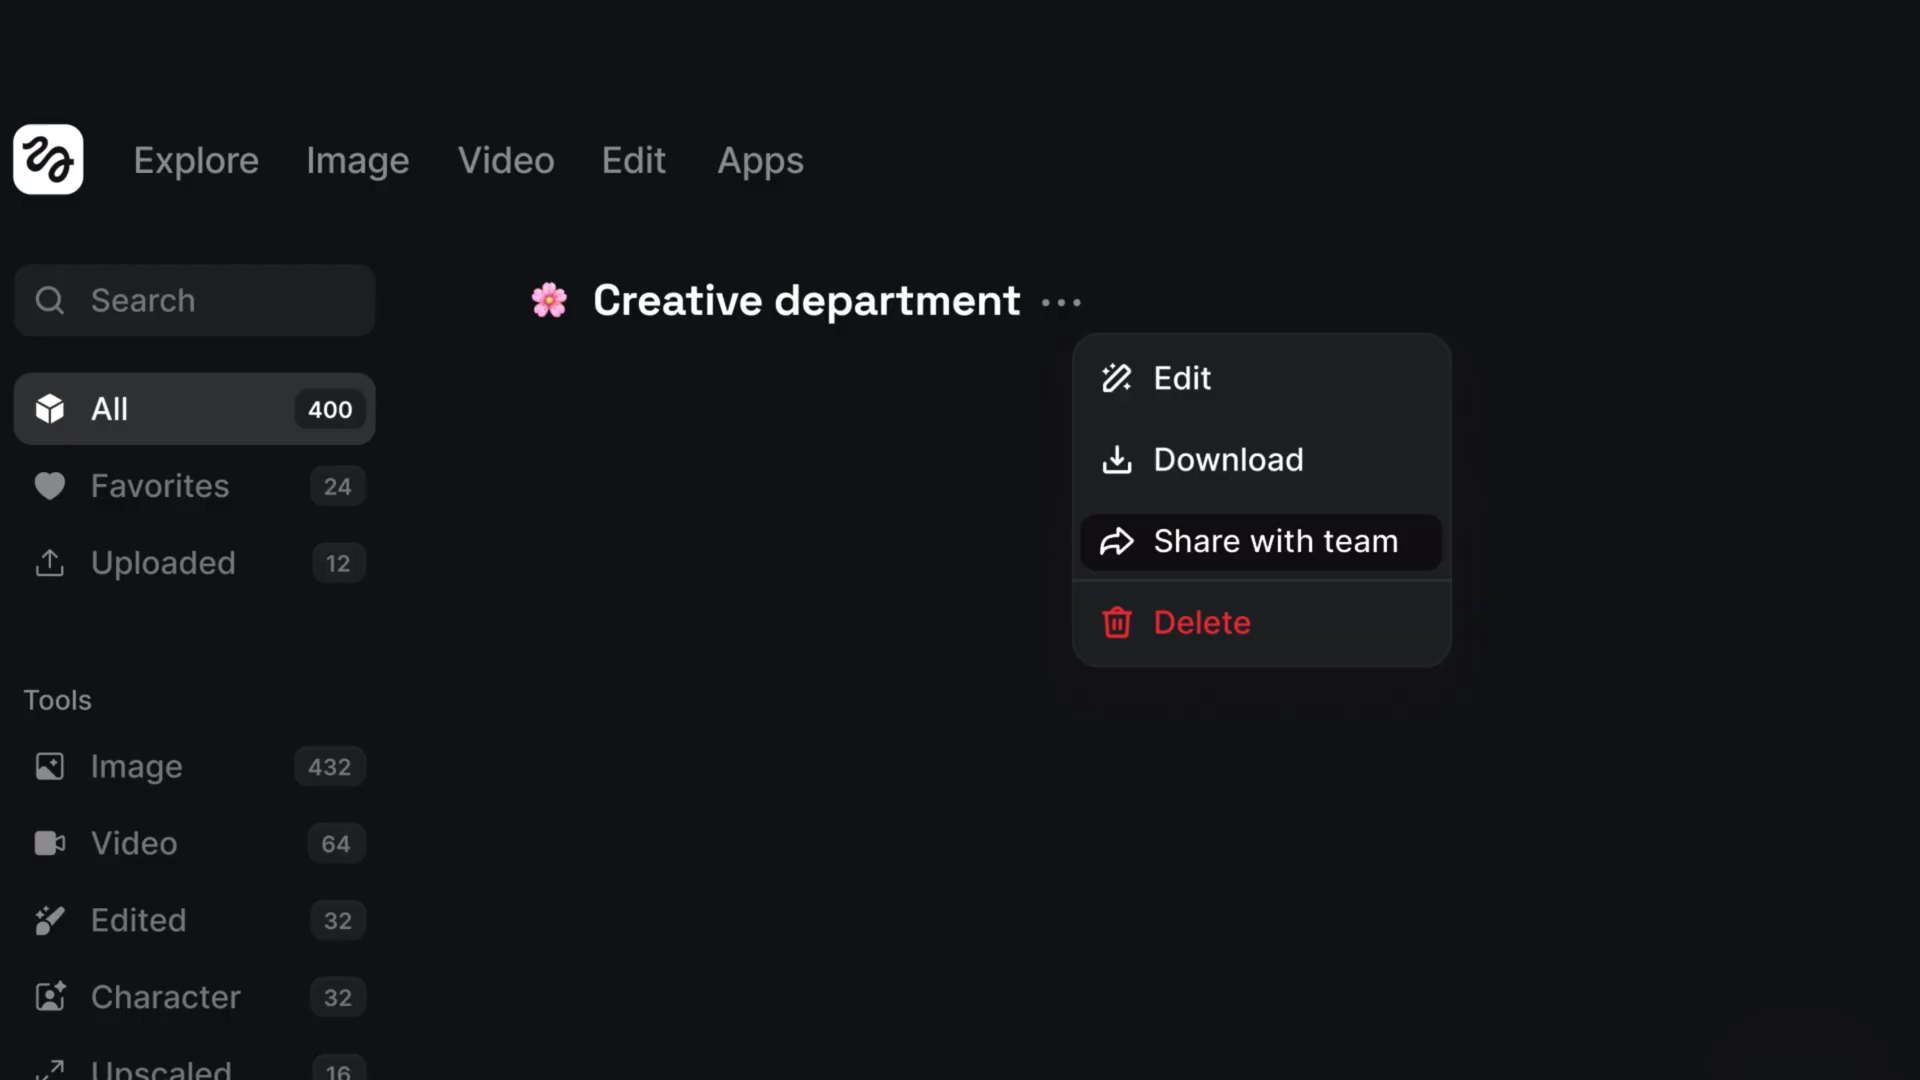 Explore Image Video Edit Apps
Search
🌸 Creative department ...
All 400
Favorites 24
Uploaded 12
Edit
Download
Share with team
Delete
Tools
Image 432
Video 64
Edited 32
Character 32
Upscaled 16